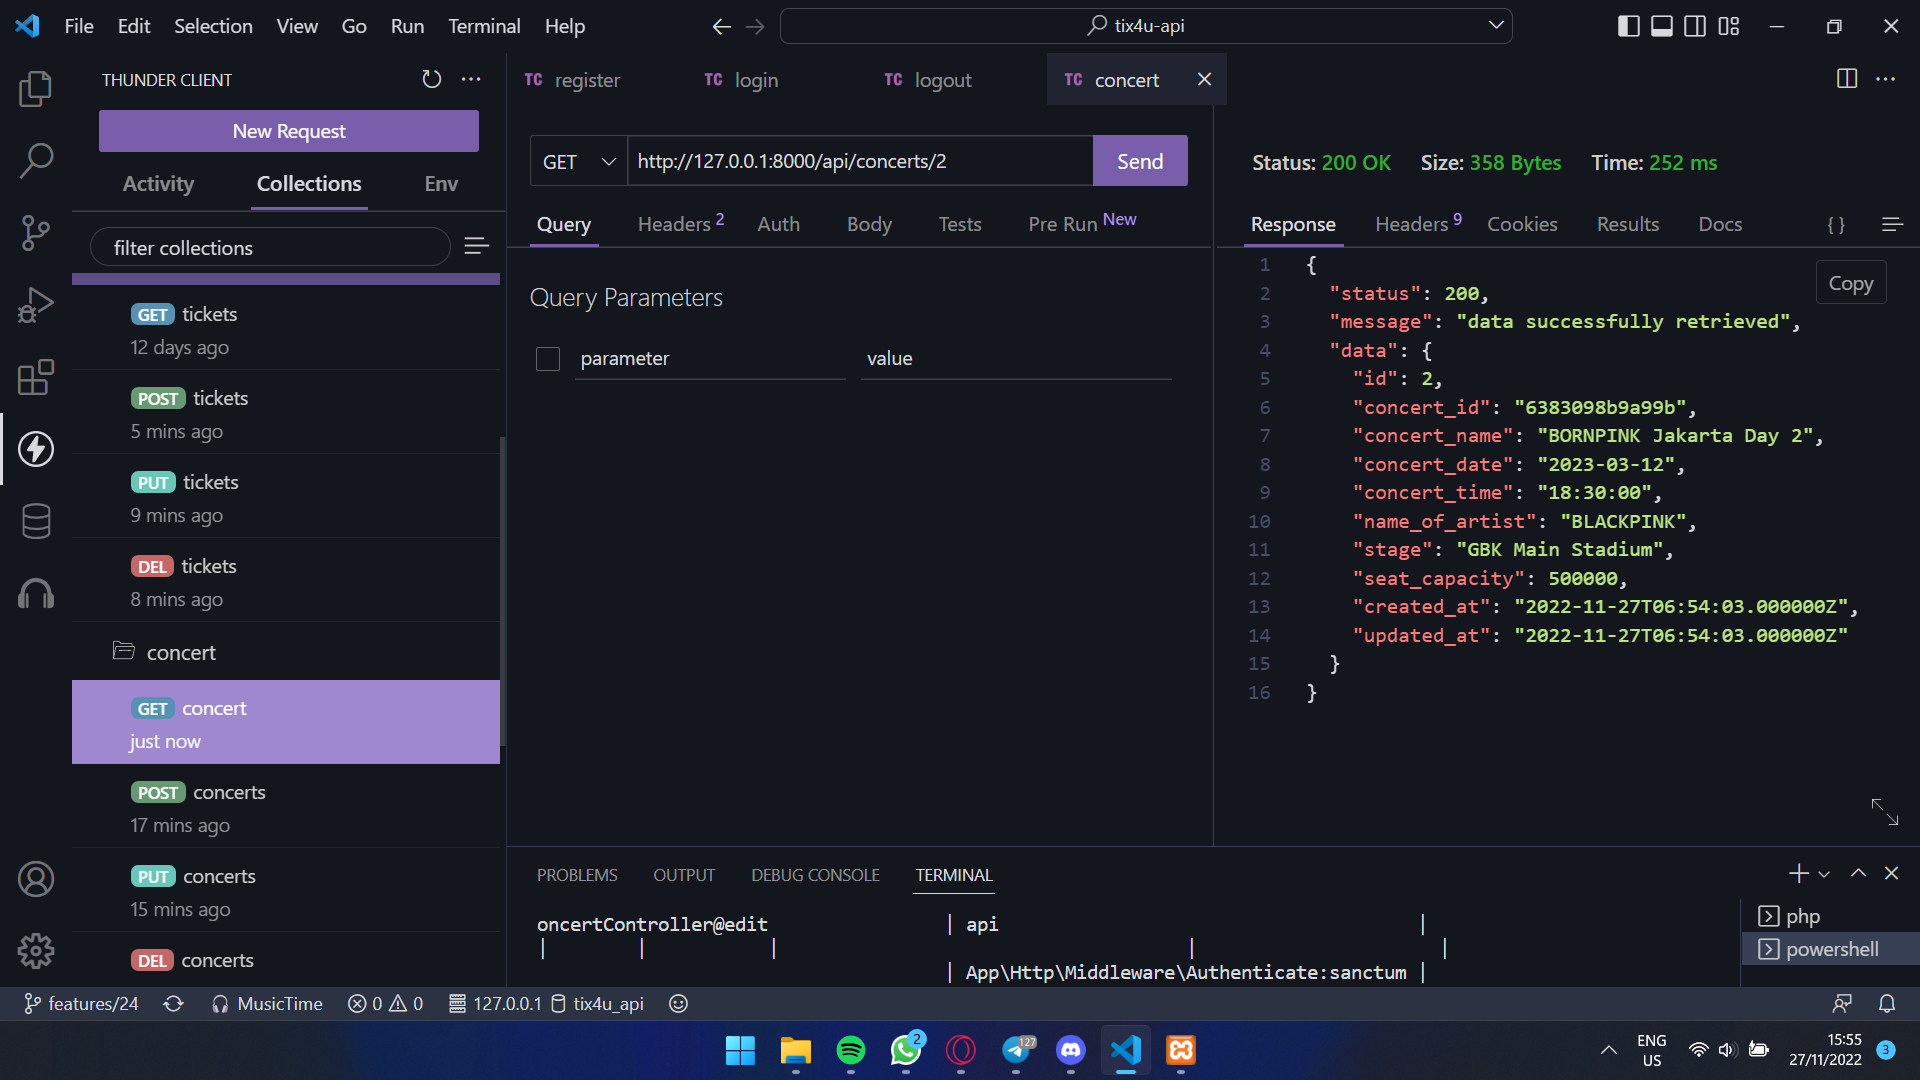 File Edit Selection View Go Run Terminal Help
tix4u-api
THUNDER CLIENT
New Request
Activity Collections Env
filter collections
GET tickets
12 days ago
POST tickets
5 mins ago
PUT tickets
9 mins ago
DEL tickets
8 mins ago
concert
GET concert
just now
POST concerts
17 mins ago
PUT concerts
15 mins ago
DEL concerts
TC register TC login TC logout TC concert
GET http://127.0.0.1:8000/api/concerts/2 Send
Query Headers 2 Auth Body Tests Pre Run New
Query Parameters
parameter value
Status: 200 OK Size: 358 Bytes Time: 252 ms
Response Headers 9 Cookies Results Docs { }
Copy
1 {
2 "status": 200,
3 "message": "data successfully retrieved",
4 "data": {
5 "id": 2,
6 "concert_id": "6383098b9a99b",
7 "concert_name": "BORNPINK Jakarta Day 2",
8 "concert_date": "2023-03-12",
9 "concert_time": "18:30:00",
10 "name_of_artist": "BLACKPINK",
11 "stage": "GBK Main Stadium",
12 "seat_capacity": 500000,
13 "created_at": "2022-11-27T06:54:03.000000Z",
14 "updated_at": "2022-11-27T06:54:03.000000Z"
15 }
16 }
PROBLEMS OUTPUT DEBUG CONSOLE TERMINAL
oncertController@edit | api |
| | | | |
| App\Http\Middleware\Authenticate:sanctum |
php
powershell
features/24 MusicTime 0 0 127.0.0.1 tix4u_api
2
127
ENG
US
15:55
27/11/2022
3